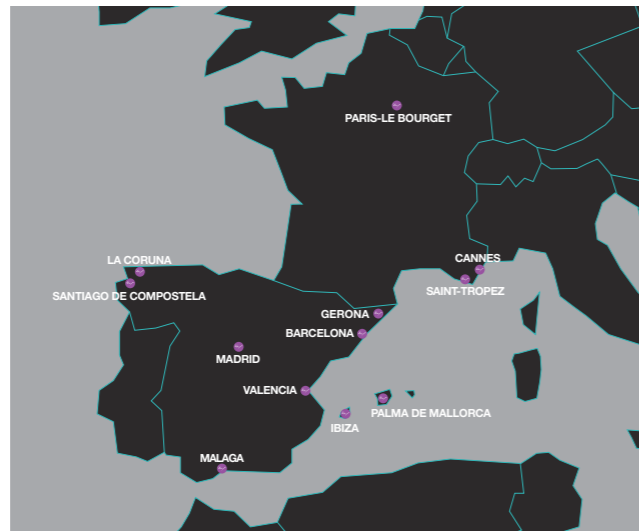 PARIS-LE BOURGET
LA CORUNA
CANNES
SANTIAGO DE COMPOSTELA
SAINT-TROPEZ
GERONA
BARCELONA
MADRID
VALENCIA
PALMA DE MALLORCA
IBIZA
MALAGA